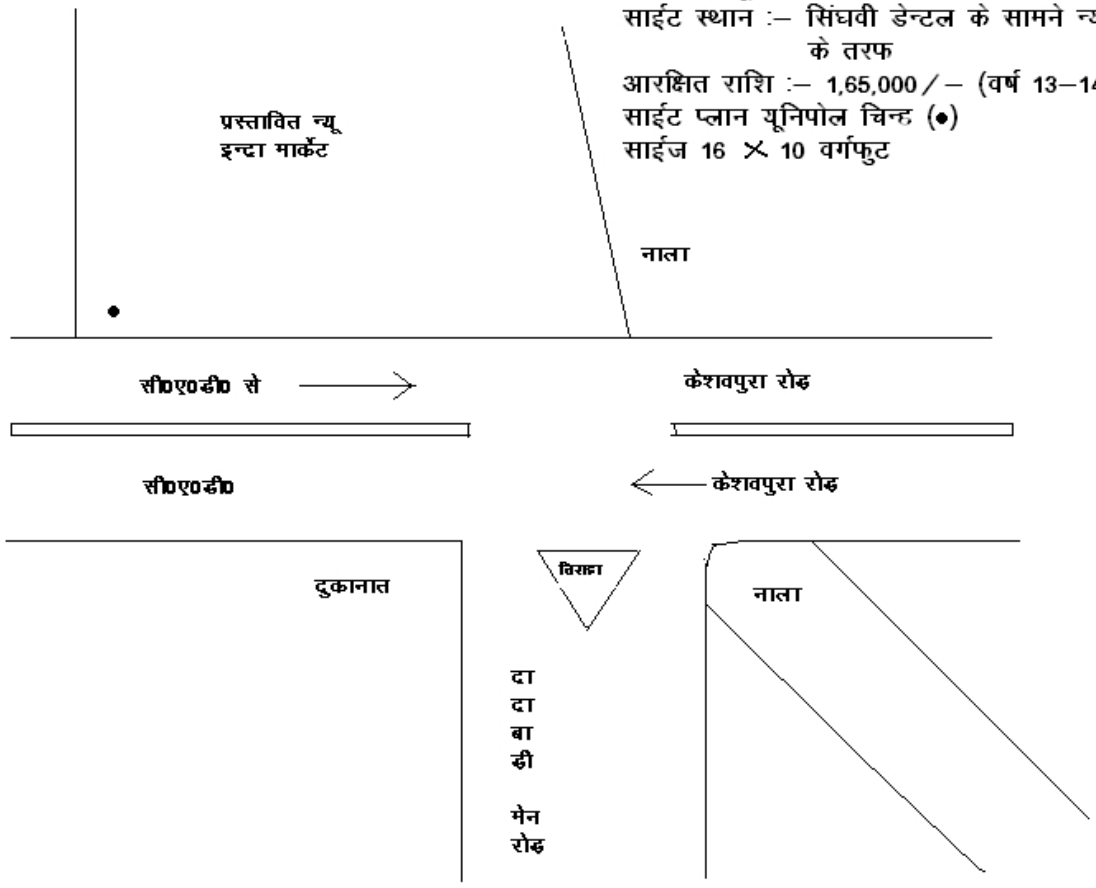 साईट स्थान :– सिंघवी डेन्टल के सामने
के तरफ
आरक्षित राशि :– 1,65,000/– (वर्ष 13–14
साईट प्लान यूनिपोल चिन्ह (●)
साईज 16 × 10 वर्गफुट
प्रस्तावित न्यू
इन्द्रा मार्केट
नाला
सी0ए0डी0 से
केशवपुरा रोड़
सी0ए0डी0
केशवपुरा रोड़
दुकानात
तिराहा
नाला
दा
दा
बा
ड़ी
मेन
रोड़